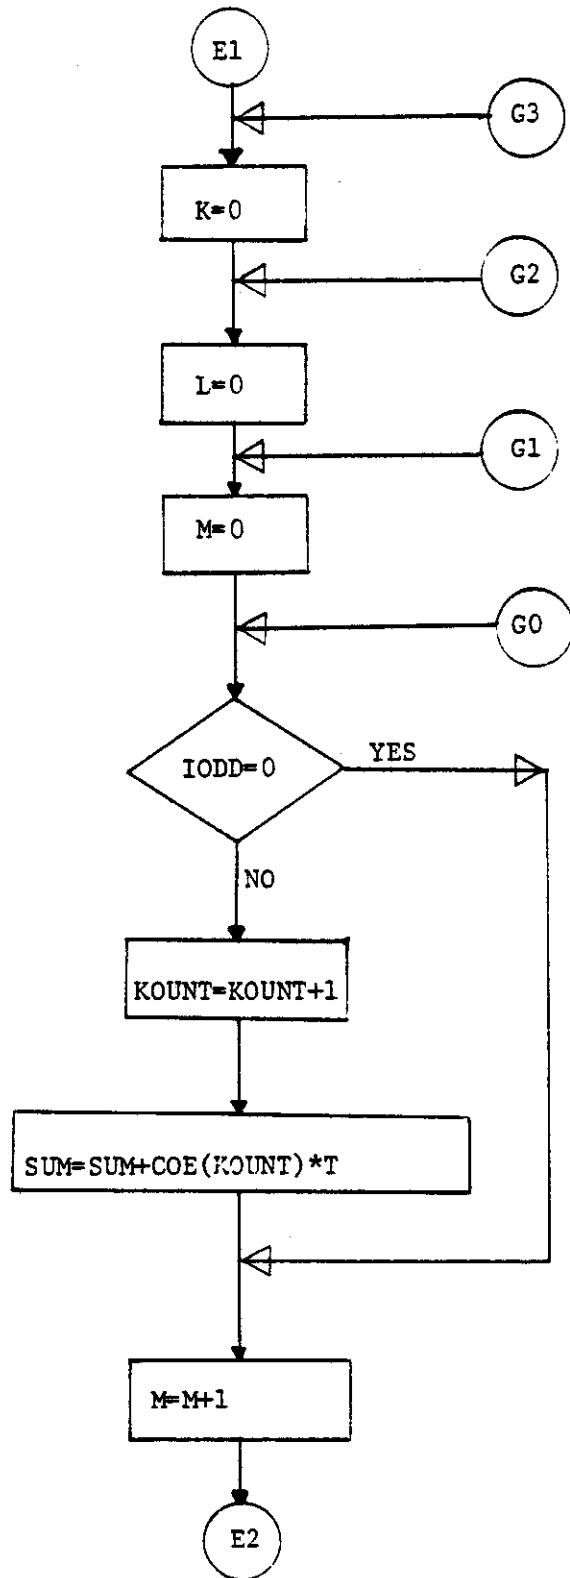 E1
G3
K=0
G2
L=0
G1
M=0
G0
IODD=0
YES
NO
KOUNT=KOUNT+1
SUM=SUM+COE(KOUNT)*T
M=M+1
E2